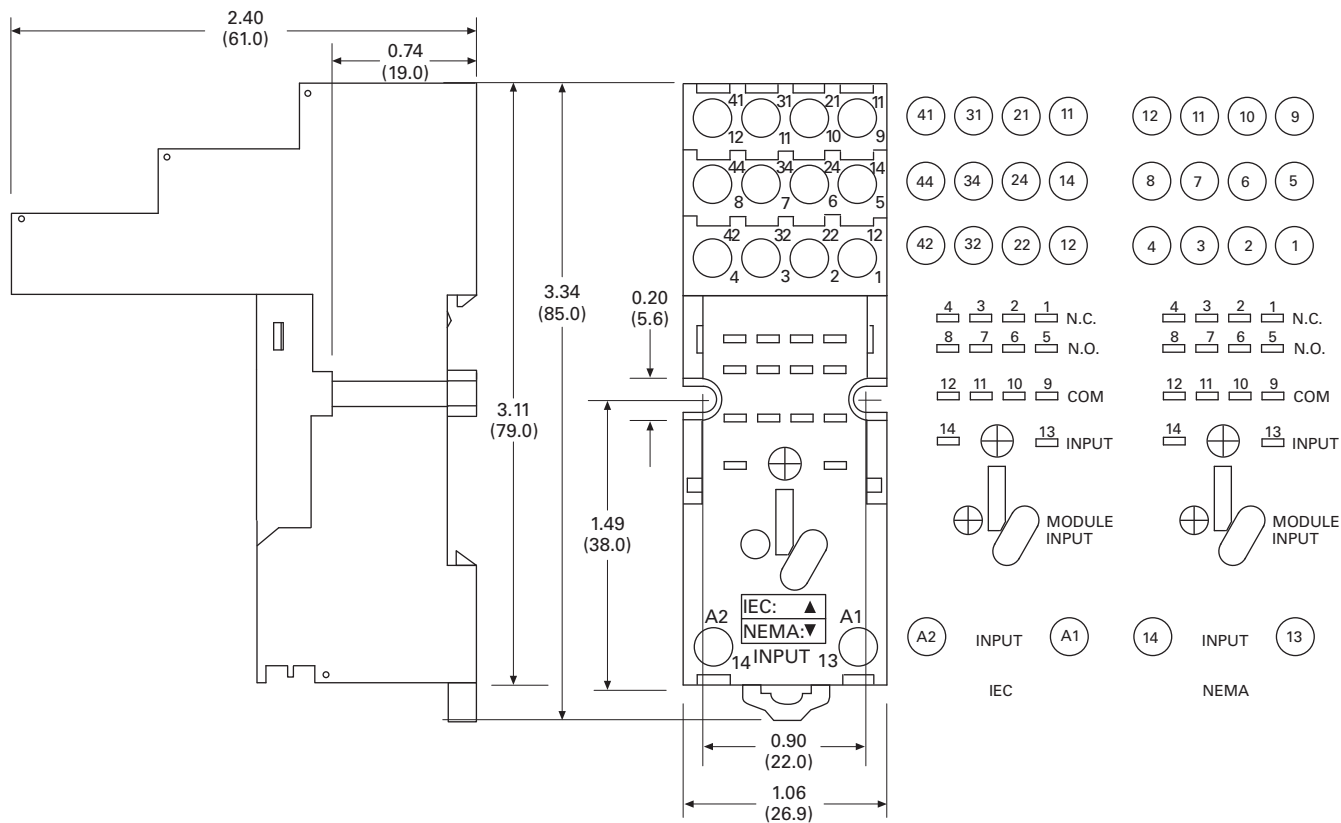 2.40
(61.0)
0.74
(19.0)
3.34
(85.0)
3.11
(79.0)
0.20
(5.6)
1.49
(38.0)
41 31 21 11
12 11 10 9
44 34 24 14
8 7 6 5
42 32 22 12
4 3 2 1
IEC: ▲
NEMA:▼
A2 A1
14 INPUT 13
0.90
(22.0)
1.06
(26.9)
41 31 21 11
44 34 24 14
42 32 22 12
4 3 2 1 N.C.
8 7 6 5 N.O.
12 11 10 9 COM
14 13 INPUT
MODULE
INPUT
A2 INPUT A1
IEC
12 11 10 9
8 7 6 5
4 3 2 1
4 3 2 1 N.C.
8 7 6 5 N.O.
12 11 10 9 COM
14 13 INPUT
MODULE
INPUT
14 INPUT 13
NEMA